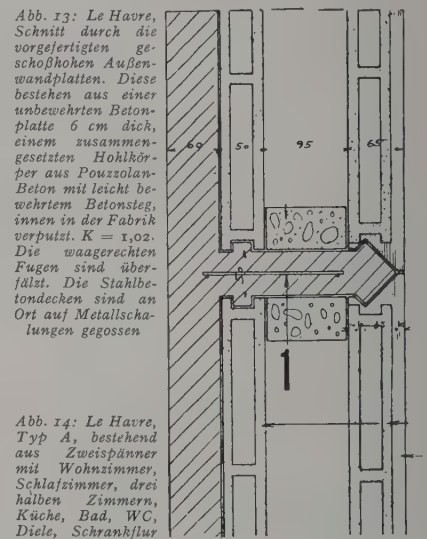 Abb. 13: Le Havre,
Schnitt durch die
vorgefertigten ge-
schoßhohen Außen-
wandplatten. Diese
bestehen aus einer
unbewehrten Beton-
platte 6 cm dick,
einem zusammen-
gesetzten Hohlkör-
per aus Pouzzolan-
Beton mit leicht be-
wehrtem Betonsteg,
innen in der Fabrik
verputzt. K = 1,02.
Die waagerechten
Fugen sind über-
fälzt. Die Stahlbe-
tondecken sind an
Ort auf Metallscha-
lungen gegossen
60 50 95 65
1
Abb. 14: Le Havre,
Typ A, bestehend
aus Zweispänner
mit Wohnzimmer,
Schlafzimmer, drei
halben Zimmern,
Küche, Bad, WC,
Diele, Schrankflur